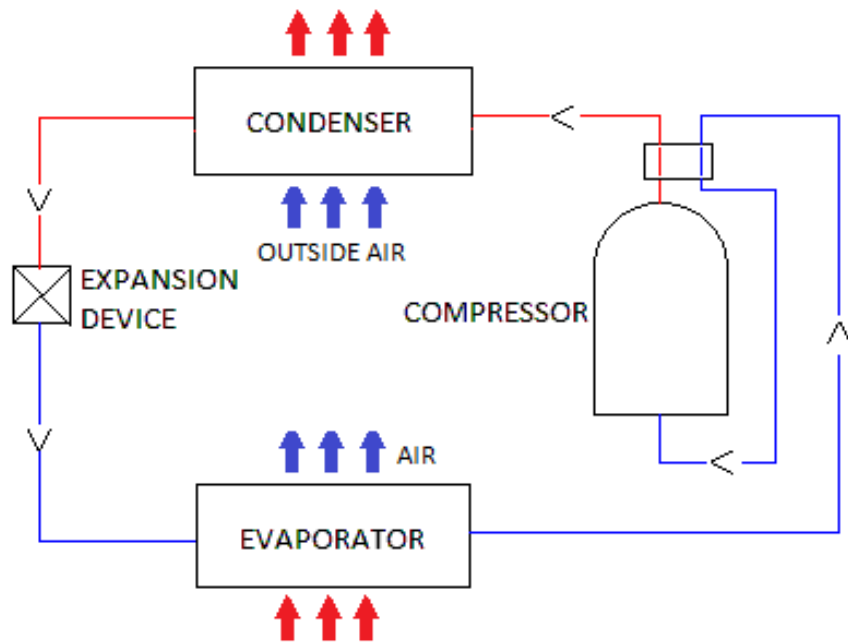 CONDENSER
OUTSIDE AIR
EXPANSION
DEVICE
COMPRESSOR
AIR
EVAPORATOR